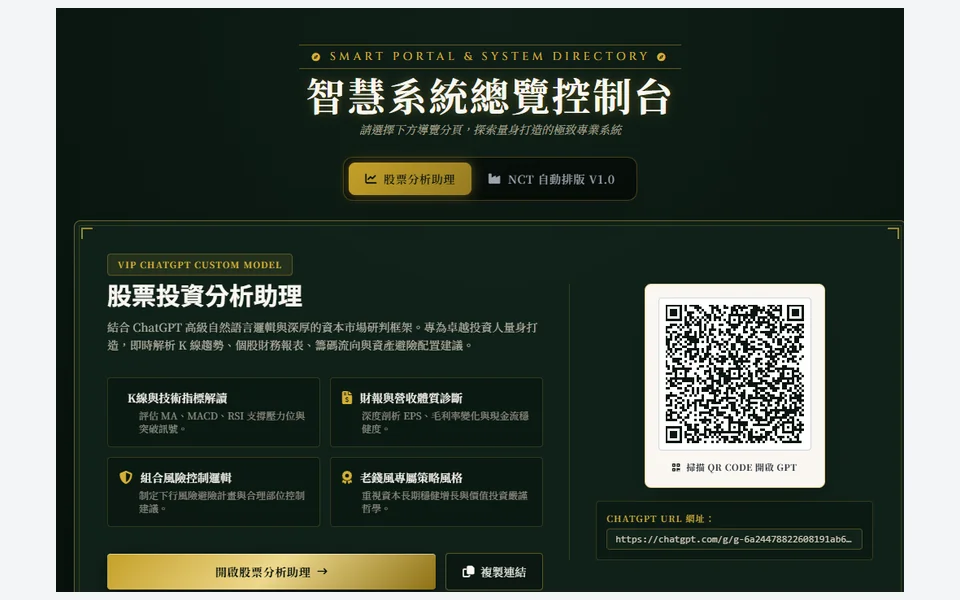 SMART PORTAL & SYSTEM DIRECTORY
智慧系統總覽控制台
請選擇下方導覽分頁，探索量身打造的極致專業系統
股票分析助理
NCT 自動排版 V1.0
VIP CHATGPT CUSTOM MODEL
股票投資分析助理
結合 ChatGPT 高級自然語言邏輯與深厚的資本市場研判框架。專為卓越投資人量身打
造，即時解析 K 線趨勢、個股財務報表、籌碼流向與資產避險配置建議。
K線與技術指標解讀
評估 MA、MACD、RSI 支撐壓力位與
突破訊號。
財報與營收體質診斷
深度剖析 EPS、毛利率變化與現金流穩
健度。
組合風險控制邏輯
制定下行風險避險計畫與合理部位控制
建議。
老錢風專屬策略風格
重視資本長期穩健增長與價值投資嚴謹
哲學。
開啟股票分析助理 →
複製連結
掃描 QR CODE 開啟 GPT
CHATGPT URL 網址：
https://chatgpt.com/g/g-6a24478822608191ab6…